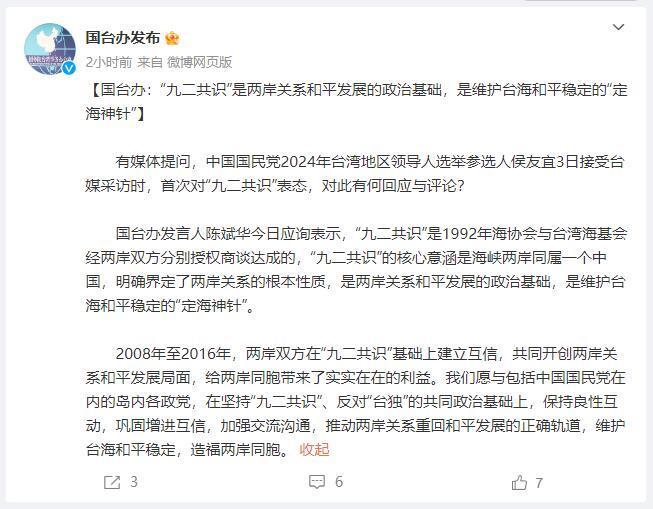 国台办发布
2小时前 来自 微博网页版
【国台办：“九二共识”是两岸关系和平发展的政治基础，是维护台海和平稳定的“定
海神针”】
有媒体提问，中国国民党2024年台湾地区领导人选举参选人侯友宜3日接受台
媒采访时，首次对“九二共识”表态，对此有何回应与评论？
国台办发言人陈斌华今日应询表示，“九二共识”是1992年海协会与台湾海基会
经两岸双方分别授权商谈达成的，“九二共识”的核心意涵是海峡两岸同属一个中
国，明确界定了两岸关系的根本性质，是两岸关系和平发展的政治基础，是维护台
海和平稳定的“定海神针”。
2008年至2016年，两岸双方在“九二共识”基础上建立互信，共同开创两岸关
系和平发展局面，给两岸同胞带来了实实在在的利益。我们愿与包括中国国民党在
内的岛内各政党，在坚持“九二共识”、反对“台独”的共同政治基础上，保持良性互
动，巩固增进互信，加强交流沟通，推动两岸关系重回和平发展的正确轨道，维护
台海和平稳定，造福两岸同胞。 收起
3 6 7